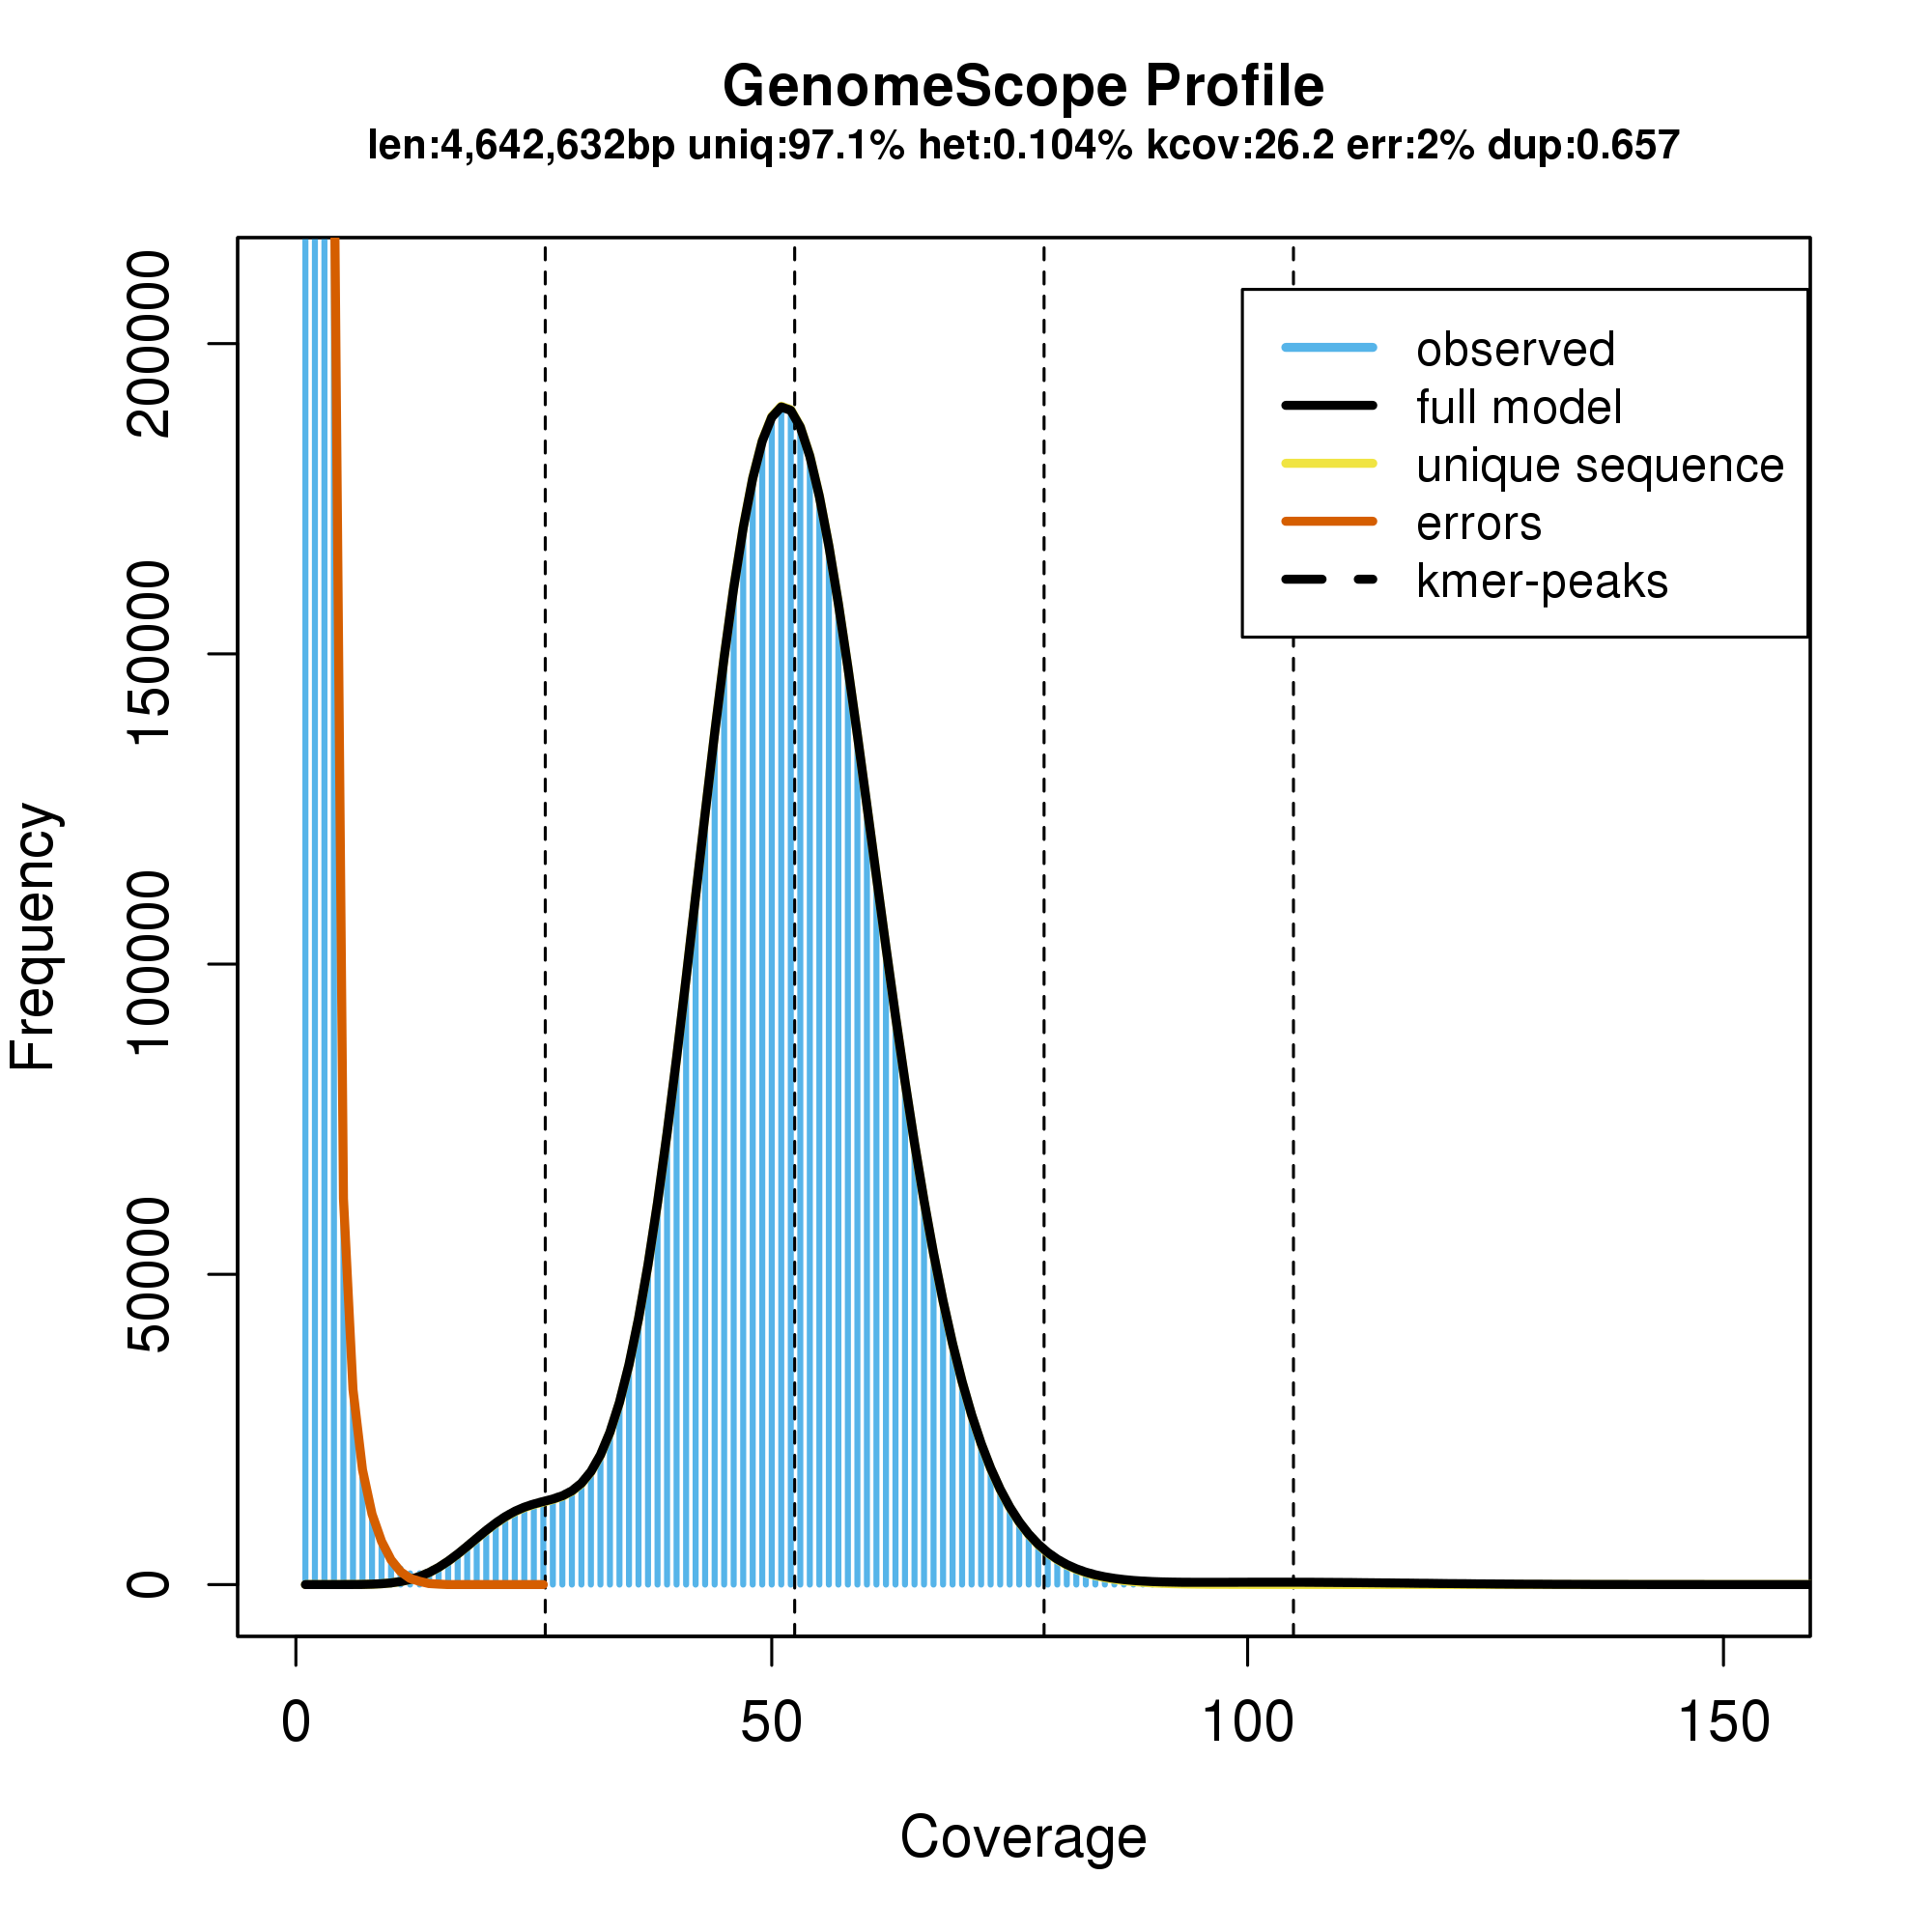 GenomeScope Profile
len:4,642,632bp uniq:97.1% het:0.104% kcov:26.2 err:2% dup:0.657
observed
full model
unique sequence
errors
kmer-peaks
Frequency
200000
150000
100000
50000
0
0 50 100 150
Coverage